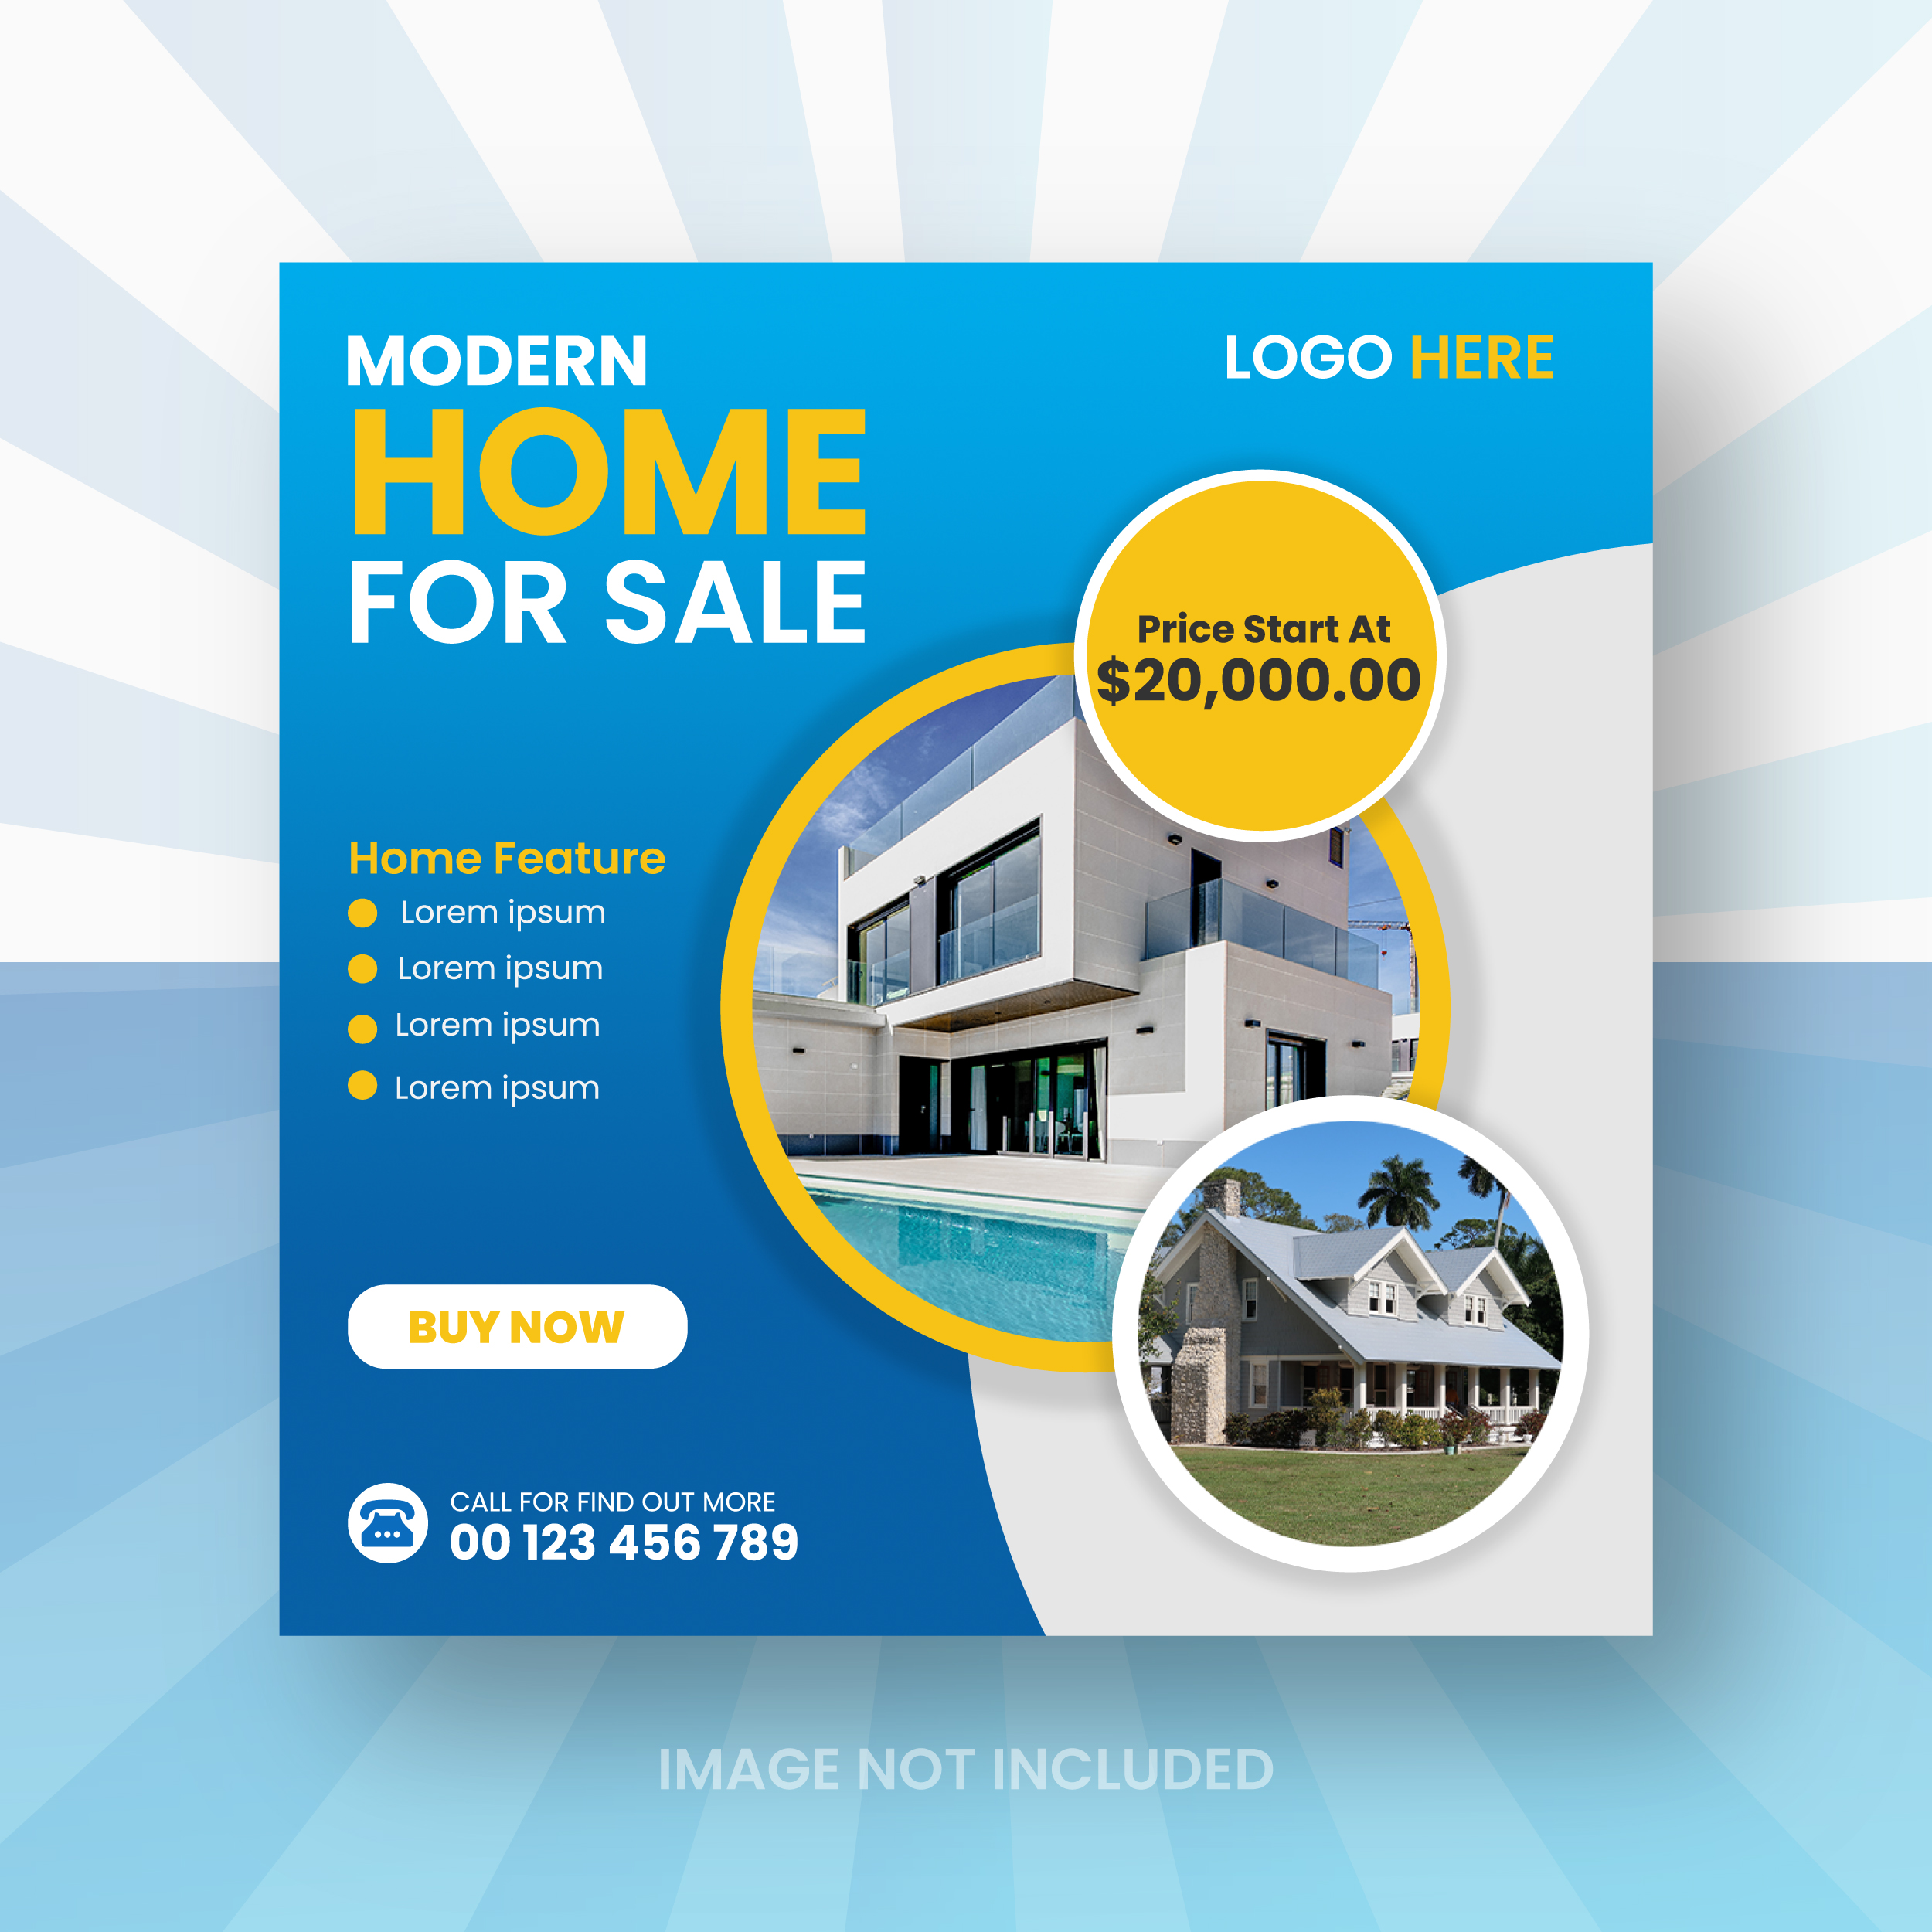 MODERN
HOME
FOR SALE
LOGO HERE
Price Start At
$20,000.00
Home Feature
Lorem ipsum
Lorem ipsum
Lorem ipsum
Lorem ipsum
BUY NOW
CALL FOR FIND OUT MORE
00 123 456 789
IMAGE NOT INCLUDED